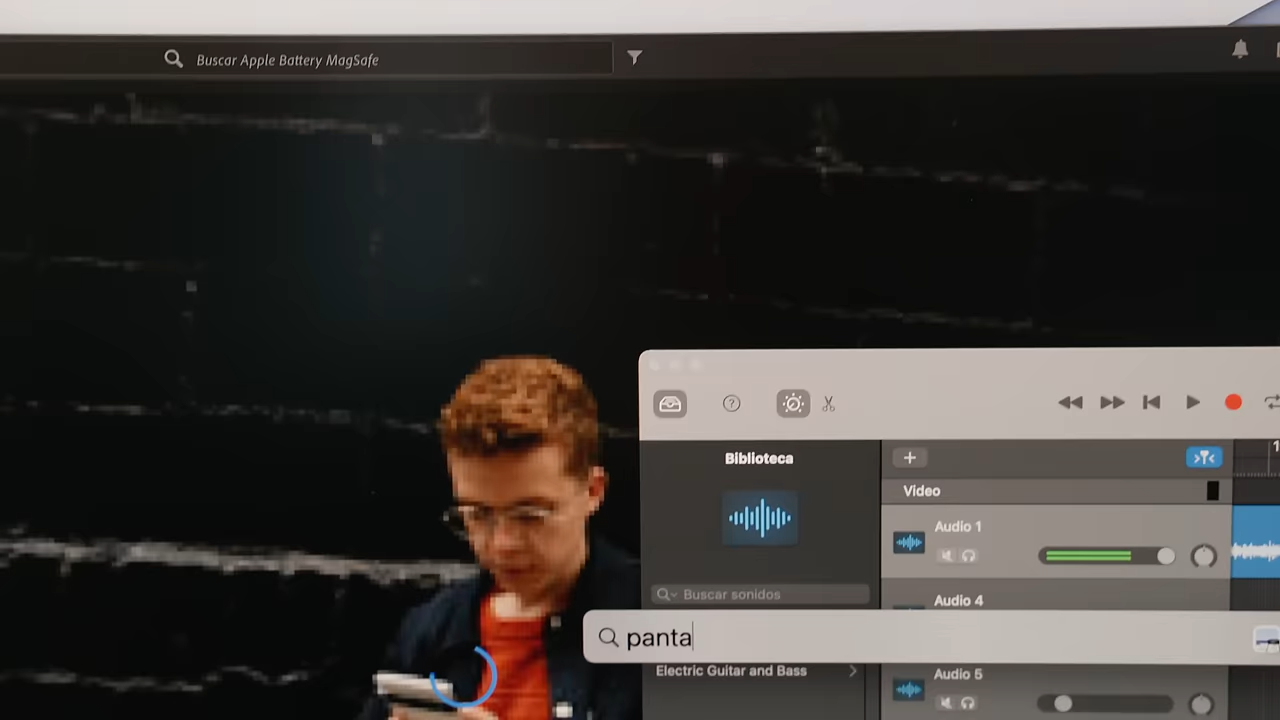 Buscar Apple Battery MagSafe
Biblioteca
Video
Audio 1
Buscar sonidos
Audio 4
panta
Electric Guitar and Bass
Audio 5